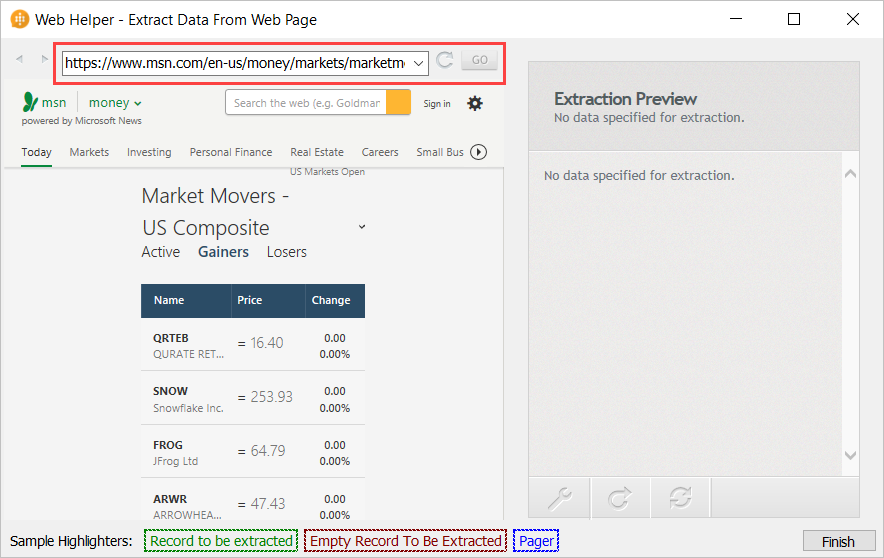 Web Helper - Extract Data From Web Page
https://www.msn.com/en-us/money/markets/marketm
GO
msn money
powered by Microsoft News
Search the web (e.g. Goldmar
Sign in
Today Markets Investing Personal Finance Real Estate Careers Small Bus
US Markets Open
Market Movers -
US Composite
Active Gainers Losers
Name Price Change
QRTEB
QURATE RET...
= 16.40
0.00
0.00%
SNOW
Snowflake Inc.
= 253.93
0.00
0.00%
FROG
JFrog Ltd
= 64.79
0.00
0.00%
ARWR
ARROWHEA...
= 47.43
0.00
0.00%
Extraction Preview
No data specified for extraction.
No data specified for extraction.
Sample Highlighters: Record to be extracted Empty Record To Be Extracted Pager
Finish